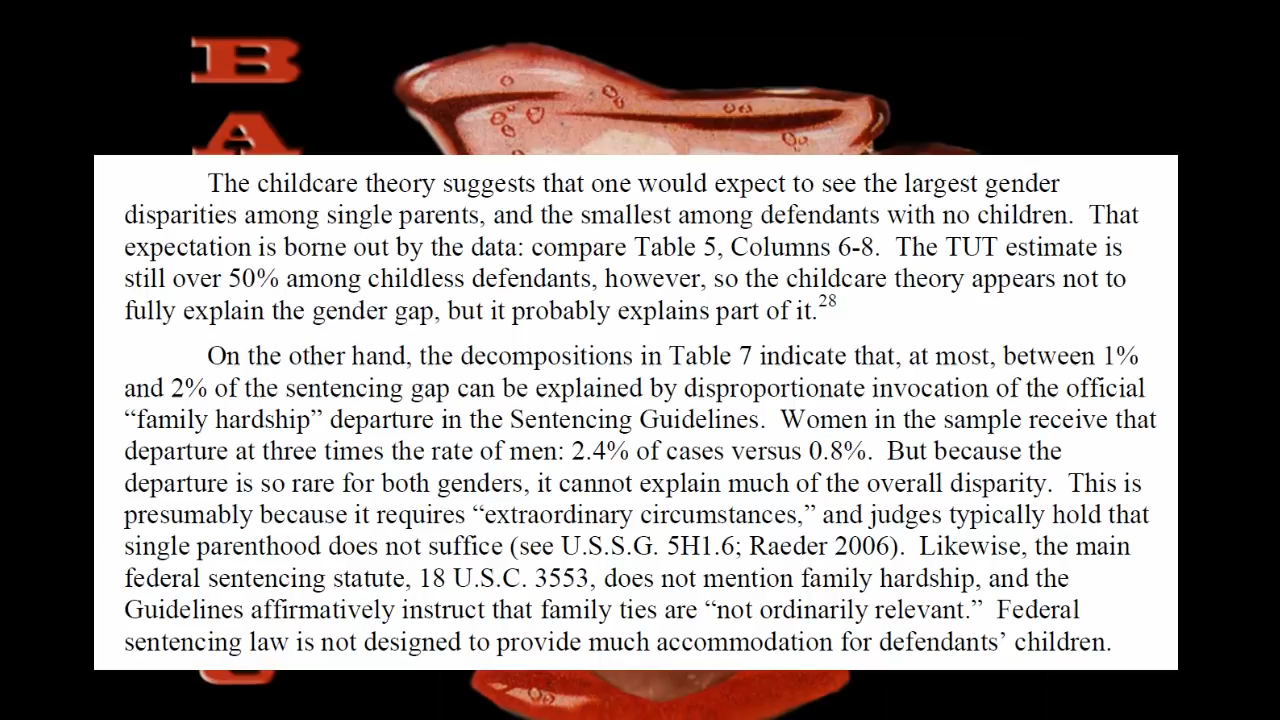 B
A
The childcare theory suggests that one would expect to see the largest gender
disparities among single parents, and the smallest among defendants with no children.  That
expectation is borne out by the data: compare Table 5, Columns 6-8.  The TUT estimate is
still over 50% among childless defendants, however, so the childcare theory appears not to
fully explain the gender gap, but it probably explains part of it.28
On the other hand, the decompositions in Table 7 indicate that, at most, between 1%
and 2% of the sentencing gap can be explained by disproportionate invocation of the official
“family hardship” departure in the Sentencing Guidelines.  Women in the sample receive that
departure at three times the rate of men: 2.4% of cases versus 0.8%.  But because the
departure is so rare for both genders, it cannot explain much of the overall disparity.  This is
presumably because it requires “extraordinary circumstances,” and judges typically hold that
single parenthood does not suffice (see U.S.S.G. 5H1.6; Raeder 2006).  Likewise, the main
federal sentencing statute, 18 U.S.C. 3553, does not mention family hardship, and the
Guidelines affirmatively instruct that family ties are “not ordinarily relevant.”  Federal
sentencing law is not designed to provide much accommodation for defendants’ children.